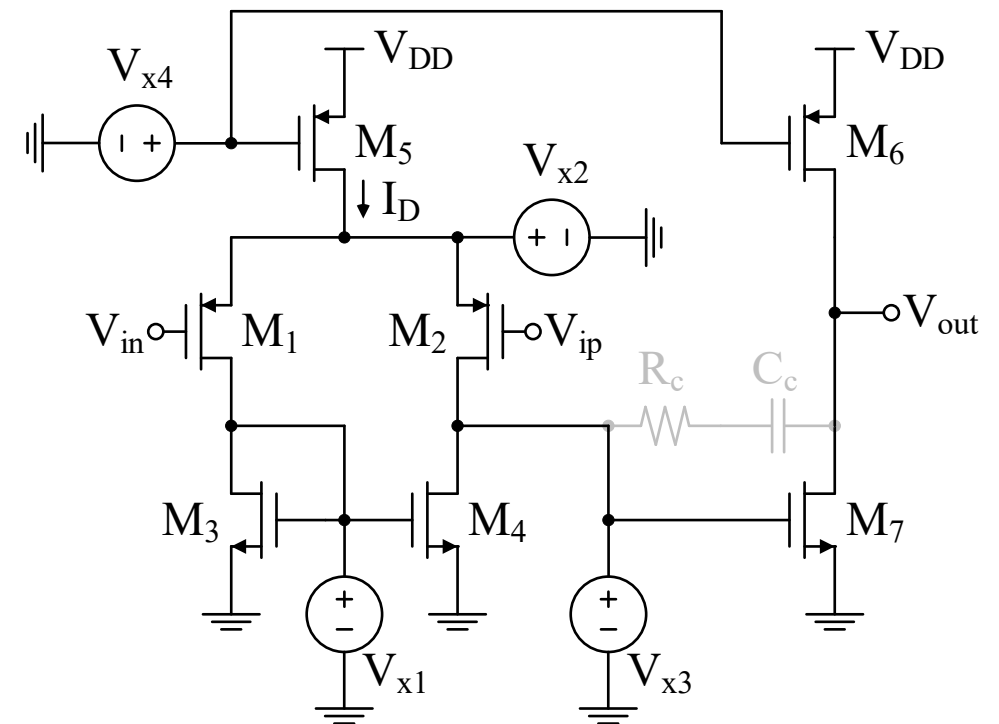 V_DD
V_DD
V_x4
M_5
M_6
V_x2
I_D
V_in
M_1
M_2
V_ip
V_out
R_c
C_c
M_3
M_4
M_7
V_x1
V_x3